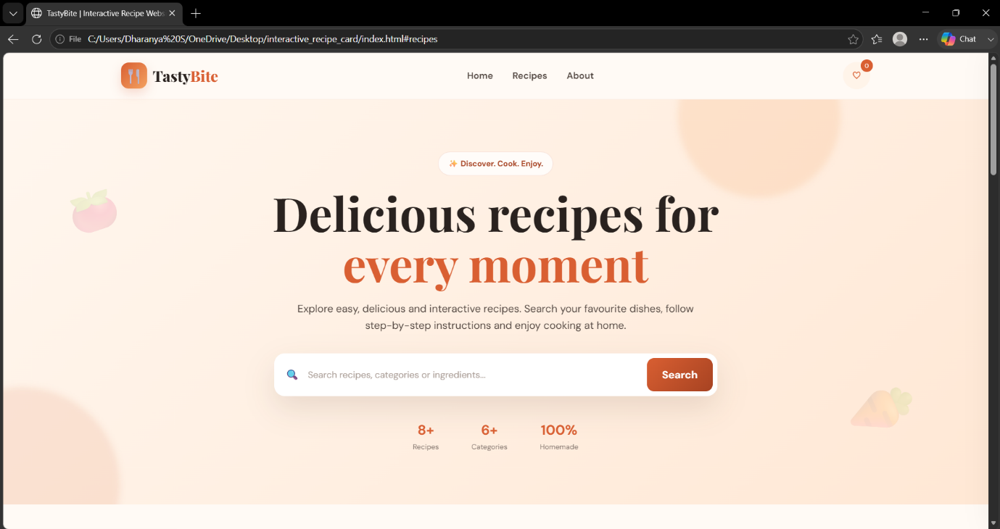 TastyBite | Interactive Recipe Webs
File C:/Users/Dharanya%20S/OneDrive/Desktop/interactive_recipe_card/index.html#recipes
Chat
TastyBite
Home Recipes About
0
✨ Discover. Cook. Enjoy.
Delicious recipes for
every moment
Explore easy, delicious and interactive recipes. Search your favourite dishes, follow
step-by-step instructions and enjoy cooking at home.
Search recipes, categories or ingredients...
Search
8+ 6+ 100%
Recipes Categories Homemade